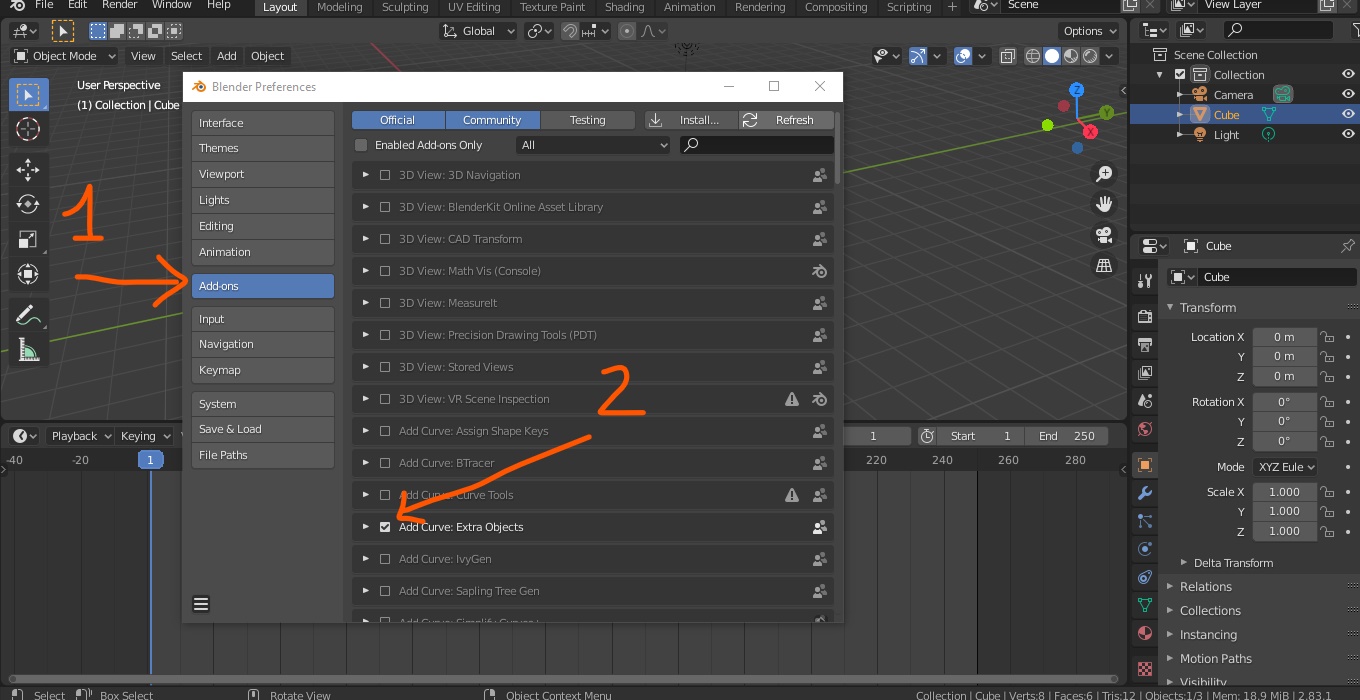 File Edit Render Window Help Layout Modeling Sculpting UV Editing Texture Paint Shading Animation Rendering Compositing Scripting + Scene View Layer
Global Options
Object Mode View Select Add Object
User Perspective
(1) Collection | Cube
Z
Y
X
Scene Collection
Collection
Camera
Cube
Light
Blender Preferences
Interface
Themes
Viewport
Lights
Editing
Animation
Add-ons
Input
Navigation
Keymap
System
Save & Load
File Paths
Official Community Testing Install... Refresh
Enabled Add-ons Only All
3D View: 3D Navigation
3D View: BlenderKit Online Asset Library
3D View: CAD Transform
3D View: Math Vis (Console)
3D View: MeasureIt
3D View: Precision Drawing Tools (PDT)
3D View: Stored Views
3D View: VR Scene Inspection
Add Curve: Assign Shape Keys
Add Curve: BTracer
Add Curve: Curve Tools
Add Curve: Extra Objects
Add Curve: IvyGen
Add Curve: Sapling Tree Gen
1
2
Cube
Cube
Transform
Location X 0 m
Y 0 m
Z 0 m
Rotation X 0°
Y 0°
Z 0°
Mode XYZ Eule
Scale X 1.000
Y 1.000
Z 1.000
Delta Transform
Relations
Collections
Instancing
Motion Paths
Visibility
Playback Keying 1 Start 1 End 250
-40 -20 1 220 240 260 280
Select Box Select Rotate View Object Context Menu Collection | Cube | Verts:8 | Faces:6 | Tris:12 | Objects:1/3 | Mem: 18.9 MiB | 2.83.1